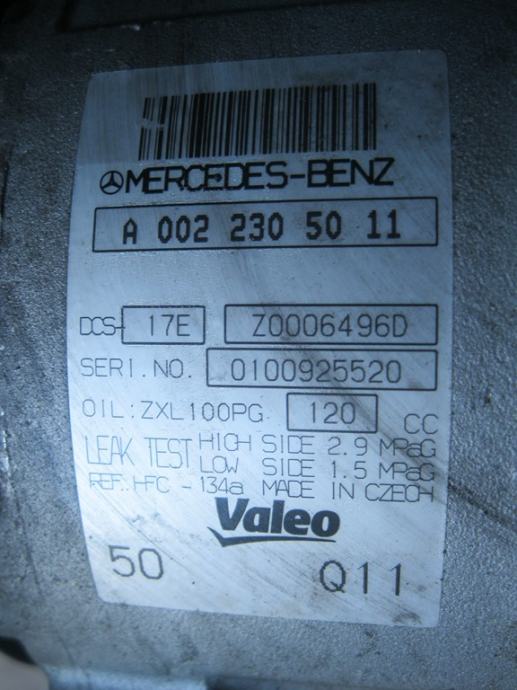 MERCEDES-BENZ
A 002 230 50 11
DCS- 17E Z0006496D
SERI.NO. 0100925520
OIL:ZXL100PG 120 CC
LEAK TEST HIGH SIDE 2.9 MPaG
LOW SIDE 1.5 MPaG
REF.:HFC -134a MADE IN CZECH
Valeo
50 Q11